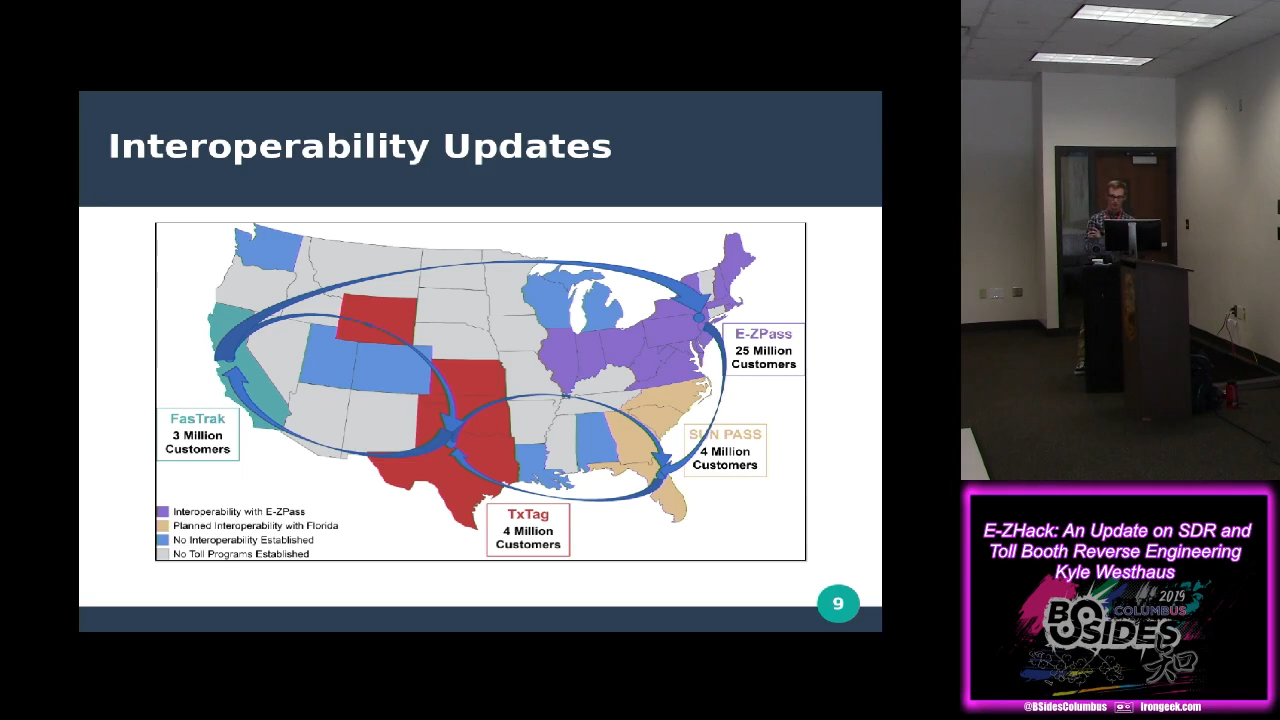 Interoperability Updates
E-ZPass
25 Million
Customers
FasTrak
3 Million
Customers
SUN PASS
4 Million
Customers
TxTag
4 Million
Customers
Interoperability with E-ZPass
Planned Interoperability with Florida
No Interoperability Established
No Toll Programs Established
9
E-ZHack: An Update on SDR and
Toll Booth Reverse Engineering
Kyle Westhaus
2019
COLUMBUS
BSIDES
@BSidesColumbus
Irongeek.com